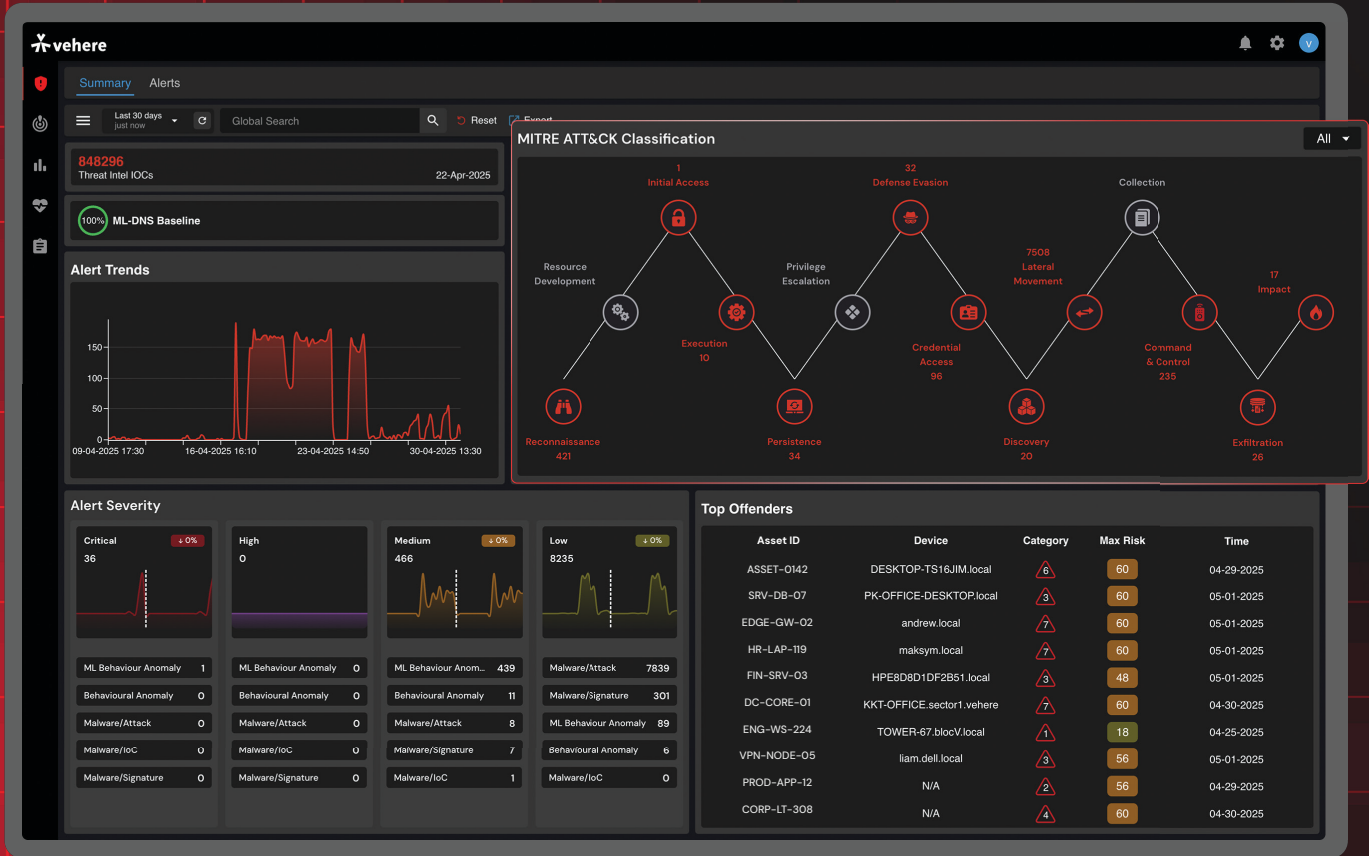 vehere
V
Summary Alerts
Last 30 days
just now
Global Search
Reset
Export
848296
Threat Intel IOCs
22-Apr-2025
100%
ML-DNS Baseline
Alert Trends
150
100
50
0
09-04-2025 17:30 16-04-2025 16:10 23-04-2025 14:50 30-04-2025 13:30
MITRE ATT&CK Classification
All
1
Initial Access
32
Defense Evasion
Collection
Resource
Development
Privilege
Escalation
7508
Lateral
Movement
17
Impact
Execution
10
Credential
Access
96
Command
& Control
235
Reconnaissance
421
Persistence
34
Discovery
20
Exfiltration
26
Alert Severity
Critical ↓ 0%
36
ML Behaviour Anomaly 1
Behavioural Anomaly 0
Malware/Attack 0
Malware/IoC 0
Malware/Signature 0
High
0
ML Behaviour Anomaly 0
Behavioural Anomaly 0
Malware/Attack 0
Malware/IoC 0
Malware/Signature 0
Medium ↓ 0%
466
ML Behaviour Anom... 439
Behavioural Anomaly 11
Malware/Attack 8
Malware/Signature 7
Malware/IoC 1
Low ↓ 0%
8235
Malware/Attack 7839
Malware/Signature 301
ML Behaviour Anomaly 89
Behavioural Anomaly 6
Malware/IoC 0
Top Offenders
Asset ID Device Category Max Risk Time
ASSET-0142 DESKTOP-TS16JIM.local 6 60 04-29-2025
SRV-DB-07 PK-OFFICE-DESKTOP.local 3 60 05-01-2025
EDGE-GW-02 andrew.local 7 60 05-01-2025
HR-LAP-119 maksym.local 7 60 05-01-2025
FIN-SRV-03 HPE8D8D1DF2B51.local 3 48 05-01-2025
DC-CORE-01 KKT-OFFICE.sector1.vehere 7 60 04-30-2025
ENG-WS-224 TOWER-67.blocV.local 1 18 04-25-2025
VPN-NODE-05 liam.dell.local 3 56 05-01-2025
PROD-APP-12 N/A 2 56 04-29-2025
CORP-LT-308 N/A 4 60 04-30-2025